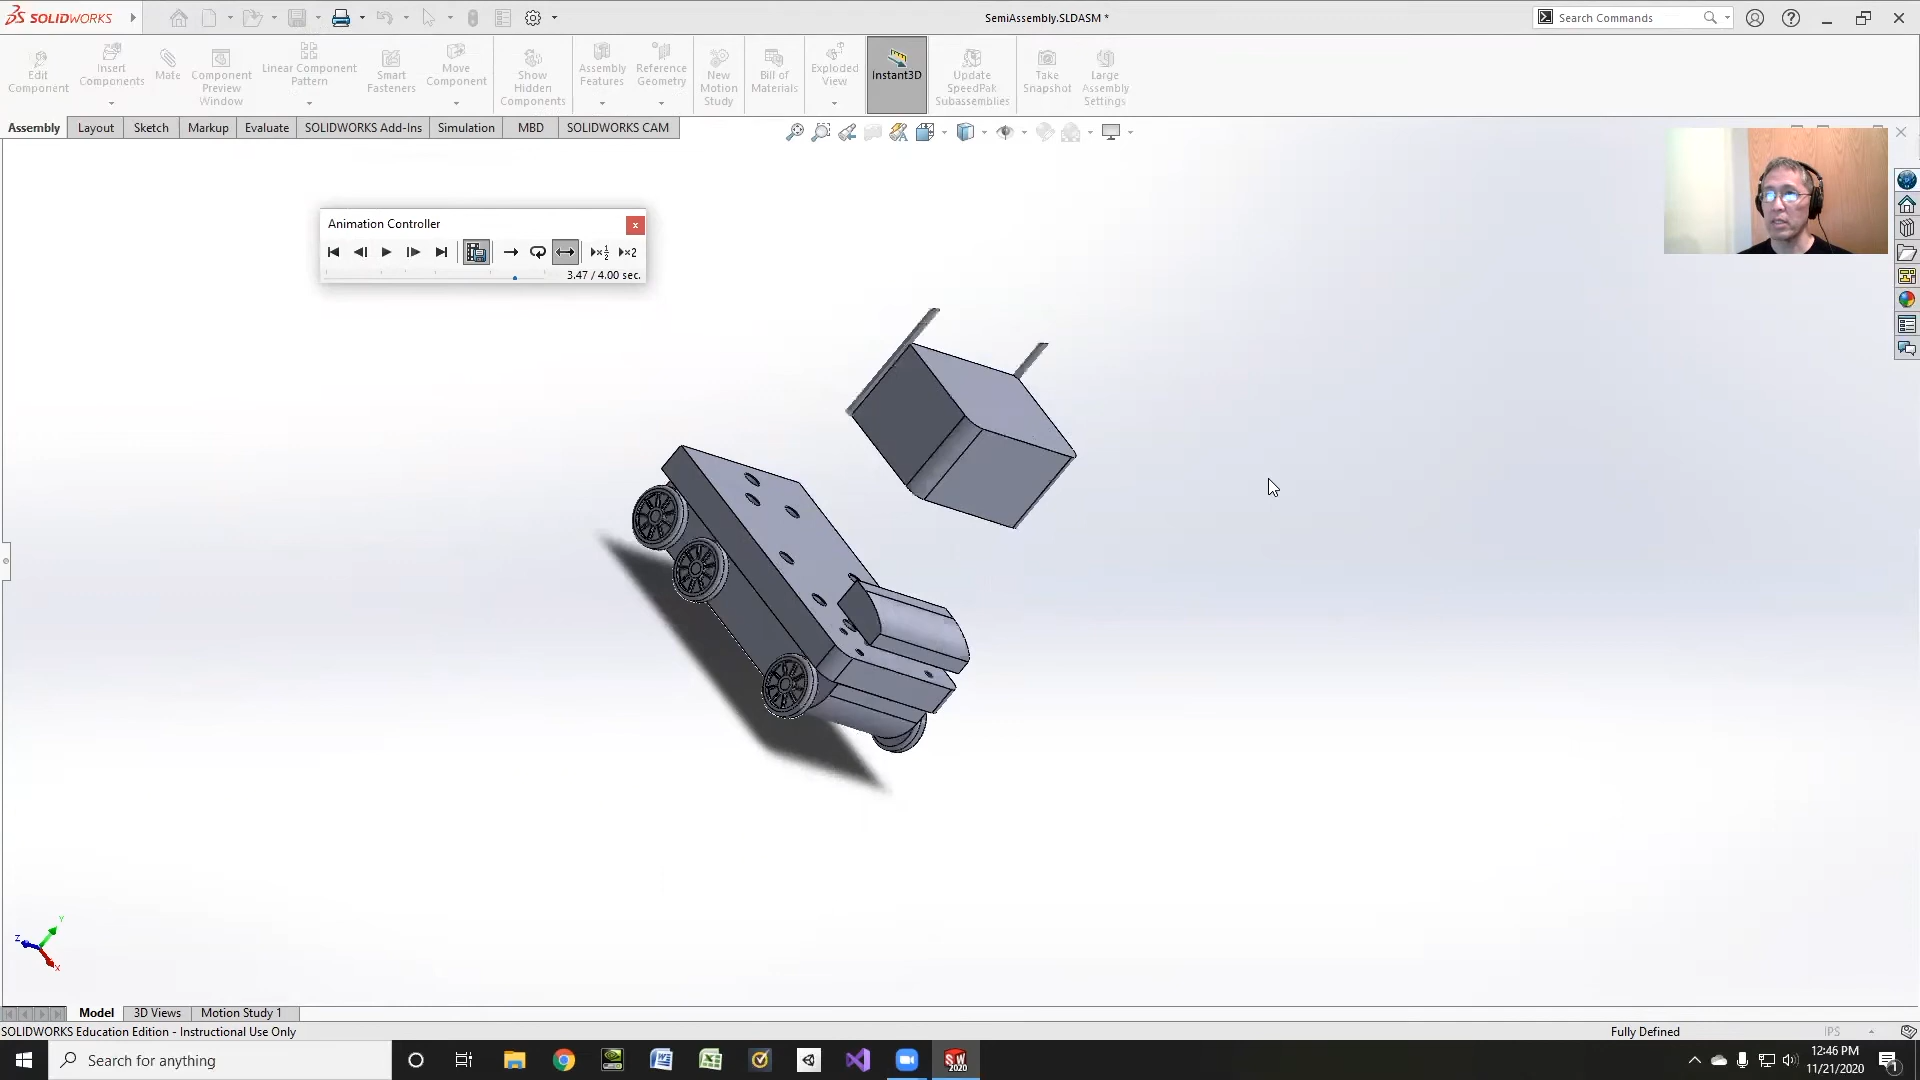 SOLIDWORKS
SemiAssembly.SLDASM *
Search Commands
Edit
Component
Insert
Components
Mate
Component
Preview
Window
Linear Component
Pattern
Smart
Fasteners
Move
Component
Show
Hidden
Components
Assembly
Features
Reference
Geometry
New
Motion
Study
Bill of
Materials
Exploded
View
Instant3D
Update
SpeedPak
Subassemblies
Take
Snapshot
Large
Assembly
Settings
Assembly Layout Sketch Markup Evaluate SOLIDWORKS Add-Ins Simulation MBD SOLIDWORKS CAM
Animation Controller
3.47 / 4.00 sec.
Y
Z
X
Model 3D Views Motion Study 1
SOLIDWORKS Education Edition - Instructional Use Only
Fully Defined
IPS
Search for anything
SW
2020
12:46 PM
11/21/2020
1